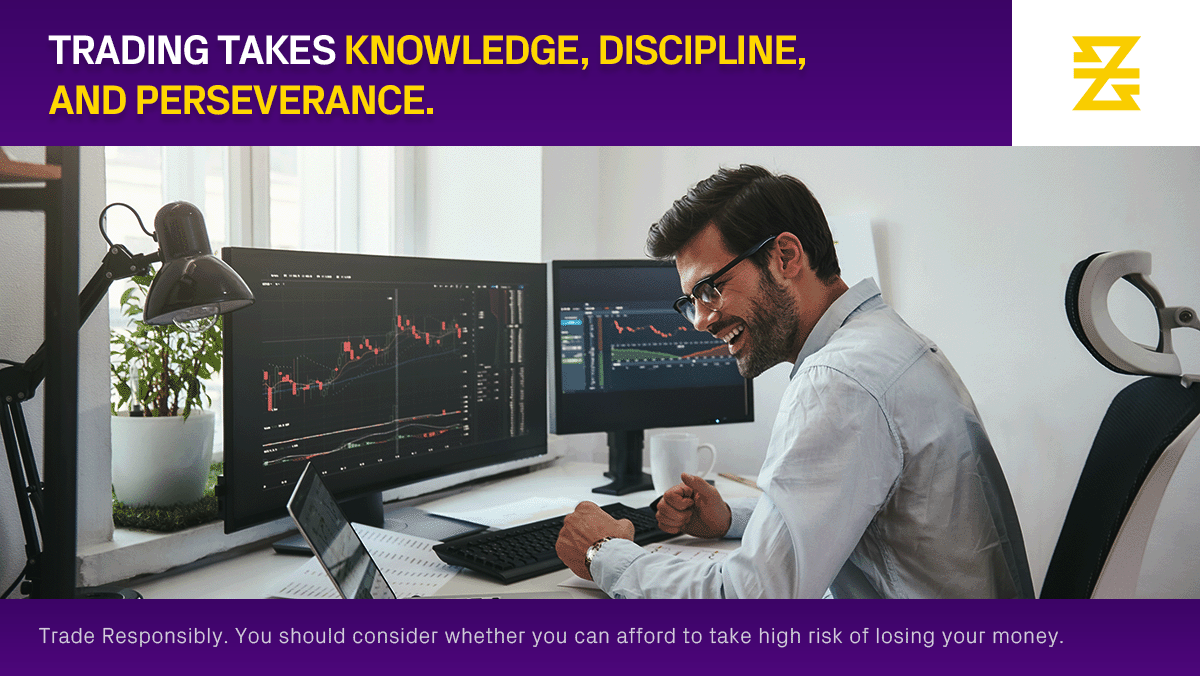 TRADING TAKES KNOWLEDGE, DISCIPLINE,
AND PERSEVERANCE.
Trade Responsibly. You should consider whether you can afford to take high risk of losing your money.